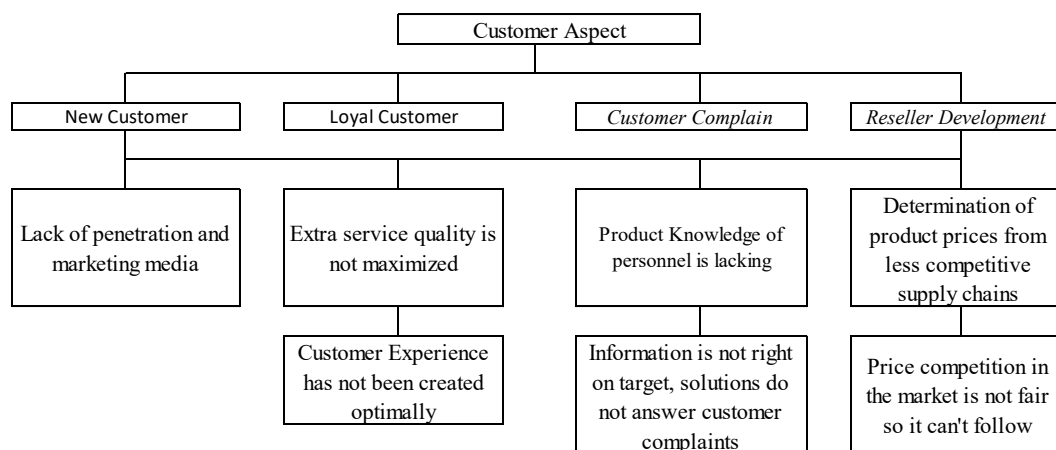 Customer Aspect
New Customer
Loyal Customer
Customer Complain
Reseller Development
Lack of penetration and
marketing media
Extra service quality is
not maximized
Product Knowledge of
personnel is lacking
Determination of
product prices from
less competitive
supply chains
Customer Experience
has not been created
optimally
Information is not right
on target, solutions do
not answer customer
complaints
Price competition in
the market is not fair
so it can't follow